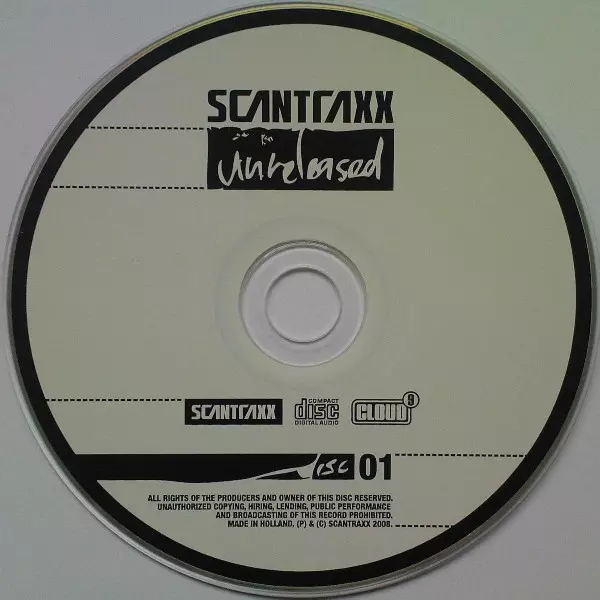 SCANTRAXX
unreleased
SCANTRAXX
COMPACT
disc
DIGITAL AUDIO
CLOUD 9
ISC 01
ALL RIGHTS OF THE PRODUCERS AND OWNER OF THIS DISC RESERVED.
UNAUTHORIZED COPYING, HIRING, LENDING, PUBLIC PERFORMANCE
AND BROADCASTING OF THIS RECORD PROHIBITED.
MADE IN HOLLAND. (P) & (C) SCANTRAXX 2008.